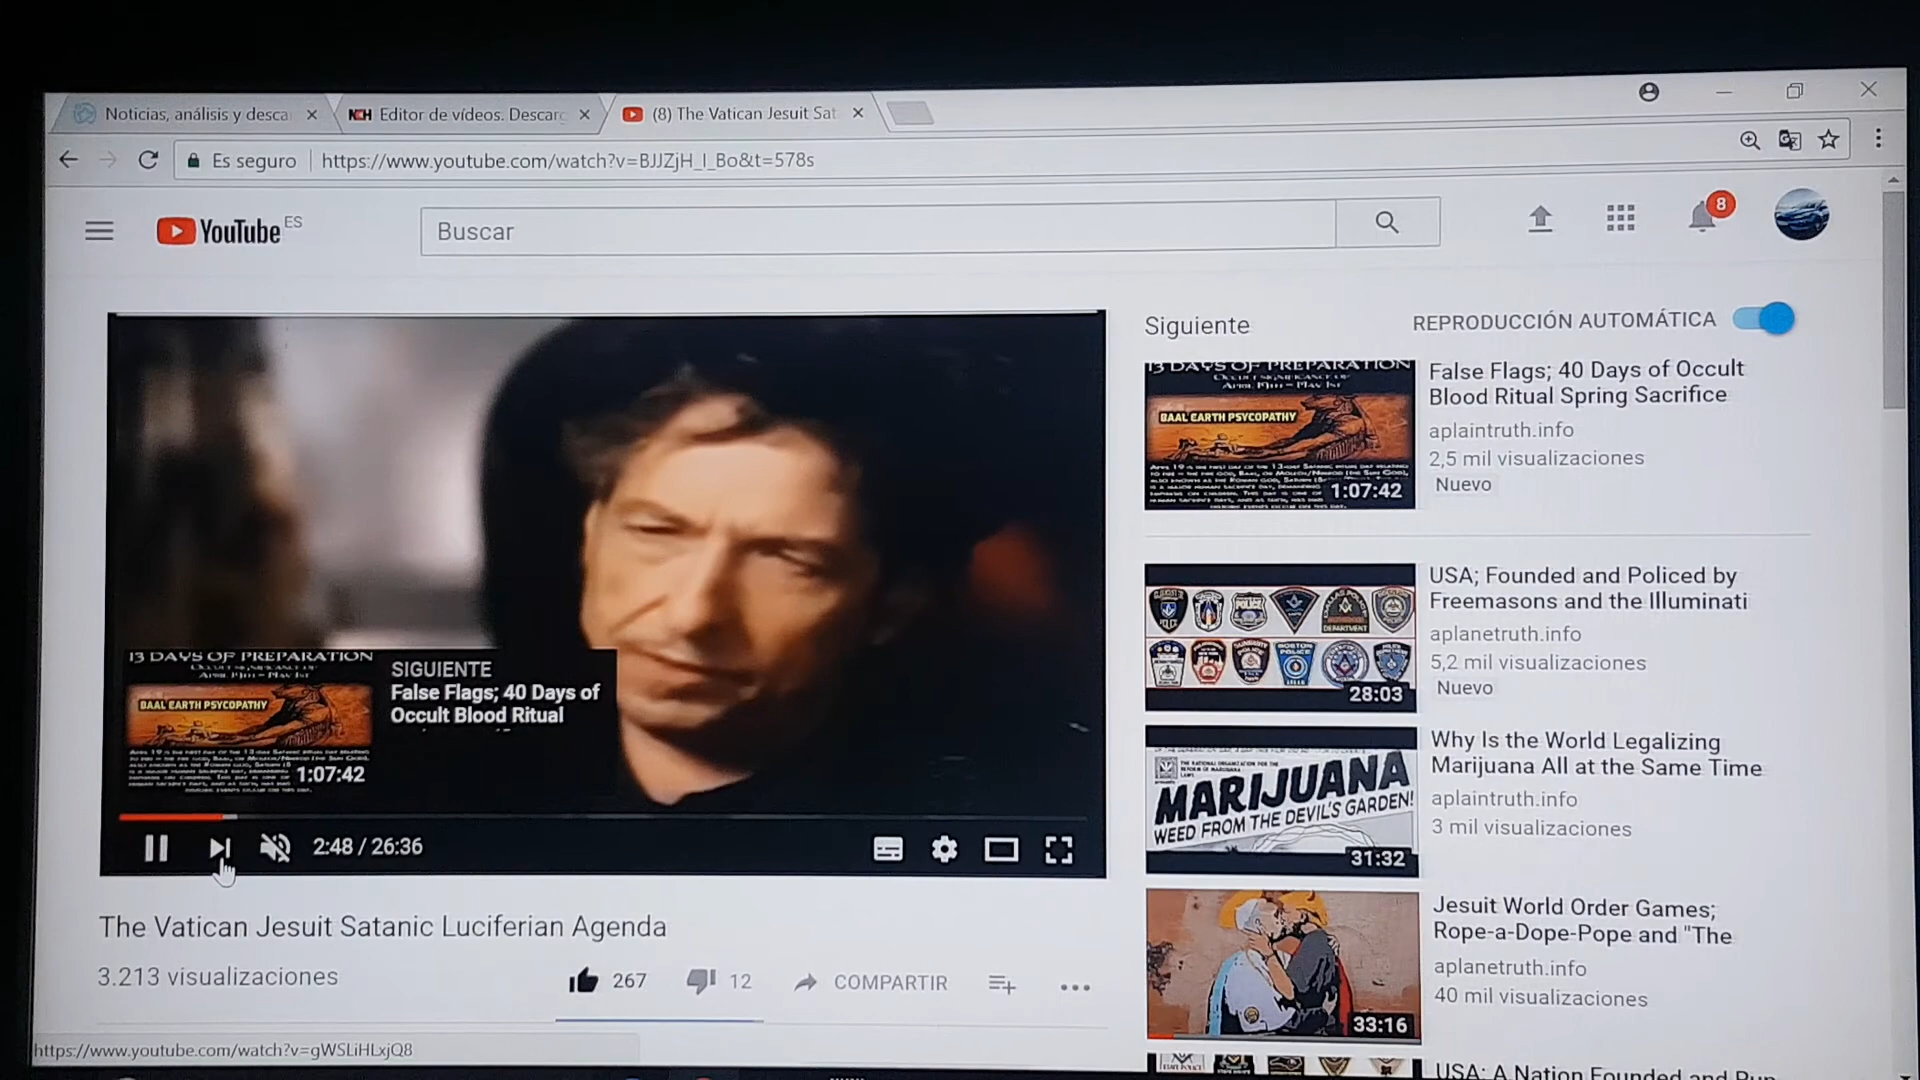 Noticias, análisis y desca
NCH Editor de vídeos. Descarg
(8) The Vatican Jesuit Sat
Es seguro
https://www.youtube.com/watch?v=BJJZjH_I_Bo&t=578s
YouTube ES
Buscar
8
13 DAYS OF PREPARATION
BAAL EARTH PSYCOPATHY
1:07:42
SIGUIENTE
False Flags; 40 Days of
Occult Blood Ritual
2:48 / 26:36
The Vatican Jesuit Satanic Luciferian Agenda
3.213 visualizaciones
267
12
COMPARTIR
https://www.youtube.com/watch?v=gWSLiHLxjQ8
Siguiente
REPRODUCCIÓN AUTOMÁTICA
13 DAYS OF PREPARATION
BAAL EARTH PSYCOPATHY
1:07:42
False Flags; 40 Days of Occult
Blood Ritual Spring Sacrifice
aplaintruth.info
2,5 mil visualizaciones
Nuevo
28:03
USA; Founded and Policed by
Freemasons and the Illuminati
aplanetruth.info
5,2 mil visualizaciones
Nuevo
MARIJUANA
WEED FROM THE DEVIL'S GARDEN!
31:32
Why Is the World Legalizing
Marijuana All at the Same Time
aplaintruth.info
3 mil visualizaciones
33:16
Jesuit World Order Games;
Rope-a-Dope-Pope and "The
aplanetruth.info
40 mil visualizaciones
USA: A Nation Founded and Run